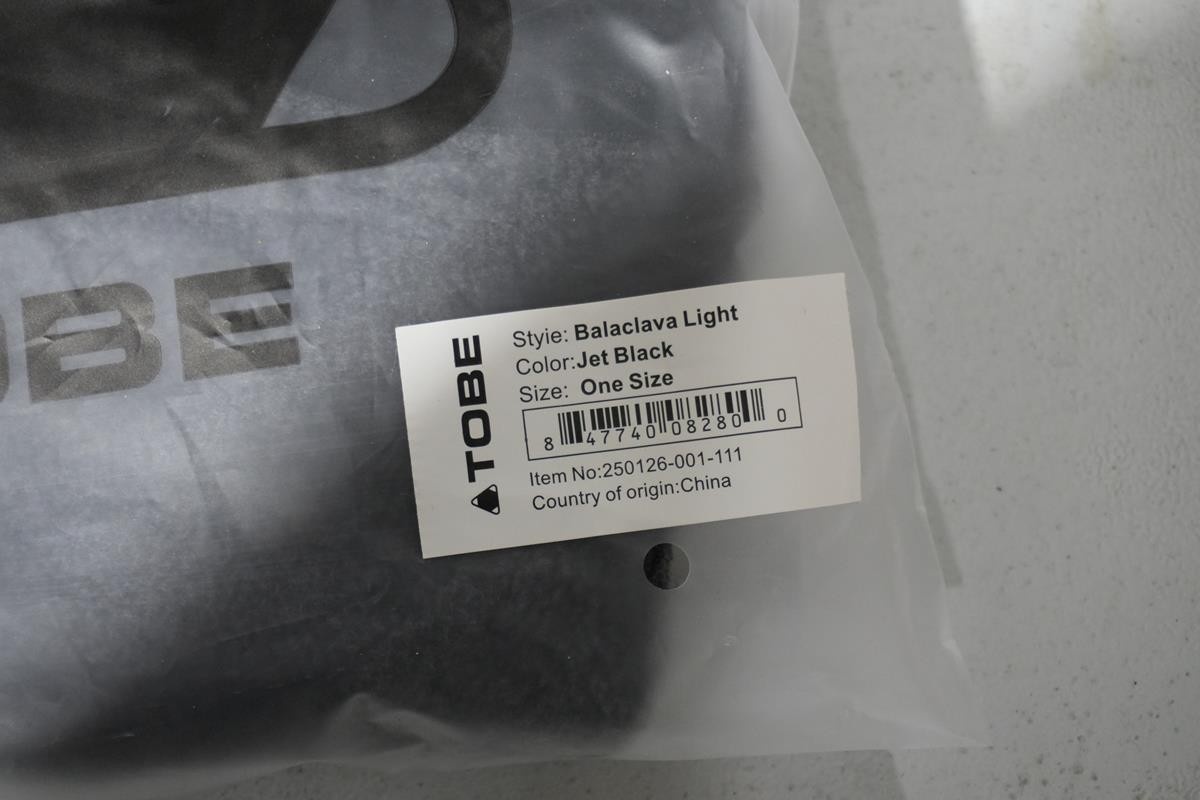 OBE
TOBE
Styie: Balaclava Light
Color:Jet Black
Size: One Size
8 47740 08280 0
Item No:250126-001-111
Country of origin:China